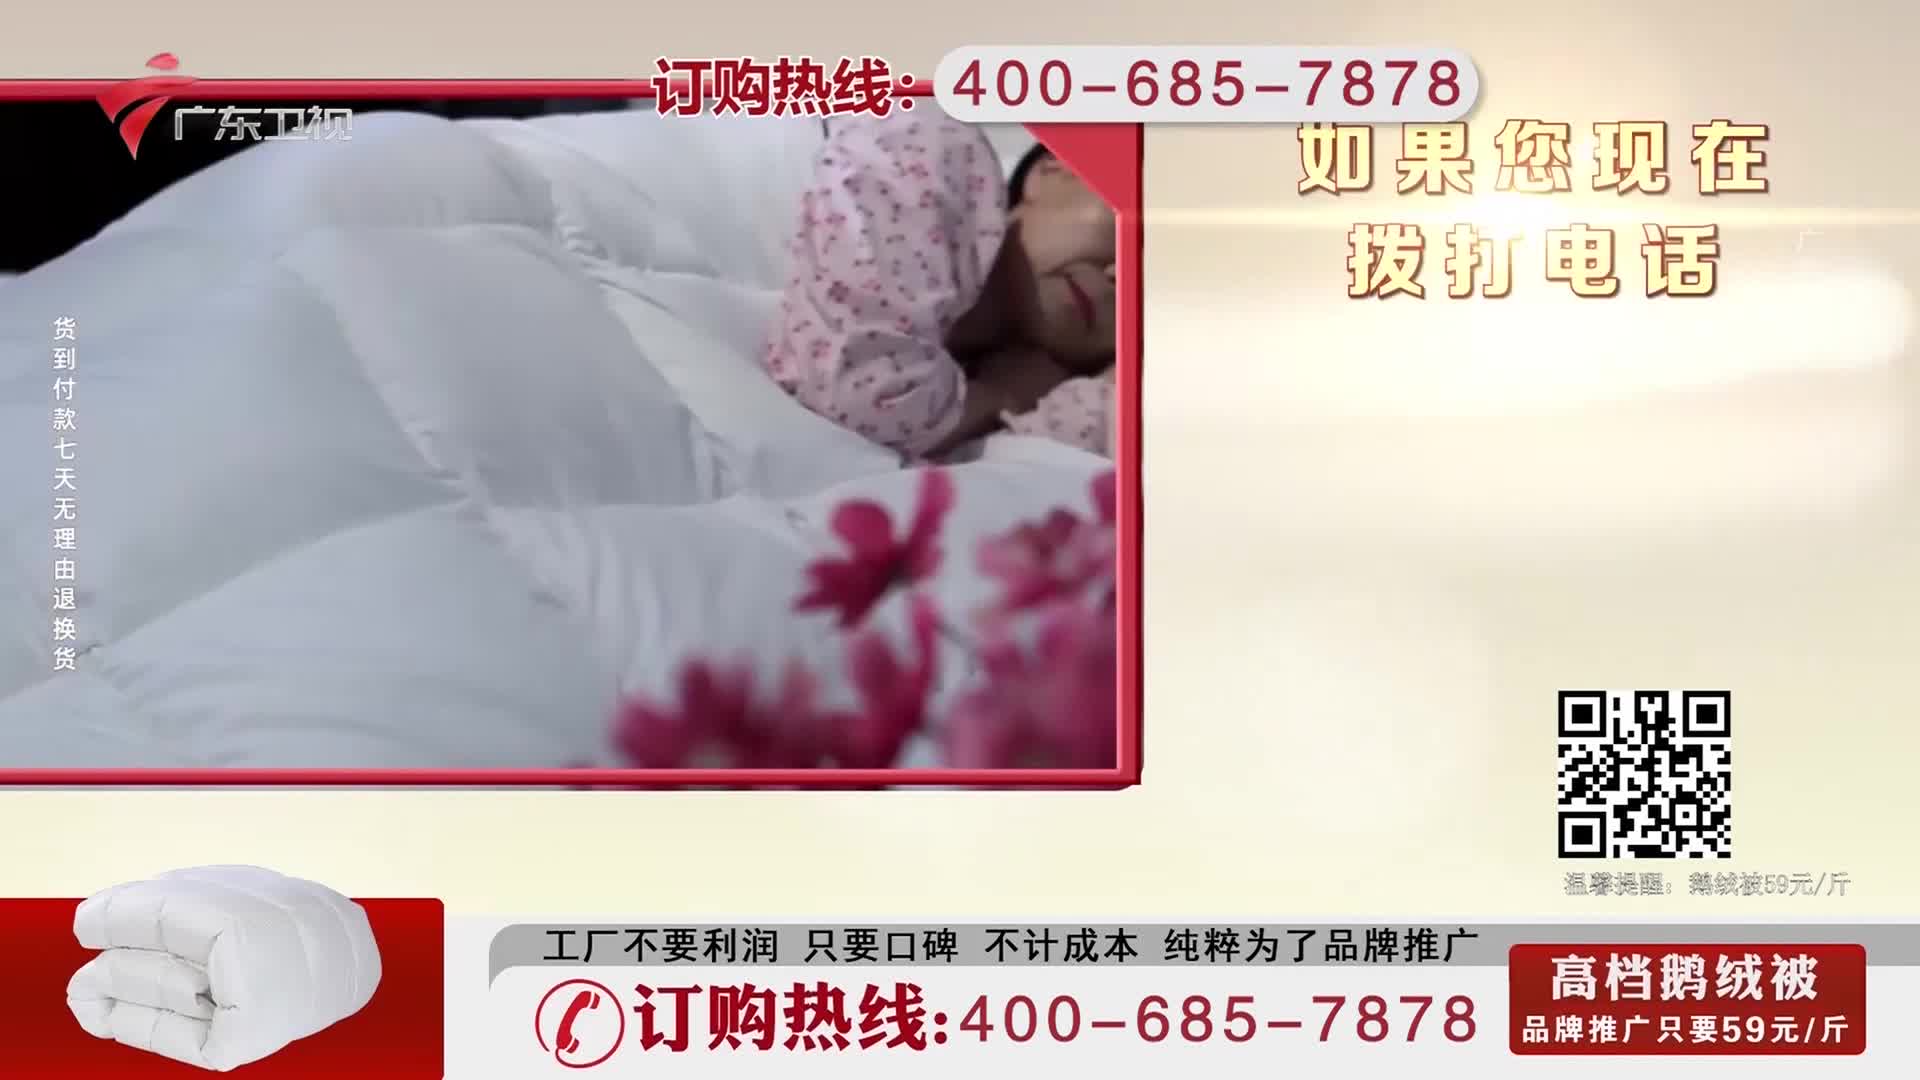 订购热线：400-685-7878
广东卫视
如果您现在
拨打电话
货到付款七天无理由退换货
温馨提醒：鹅绒被59元/斤
工厂不要利润 只要口碑 不计成本 纯粹为了品牌推广
订购热线:400-685-7878
高档鹅绒被
品牌推广只要59元/斤